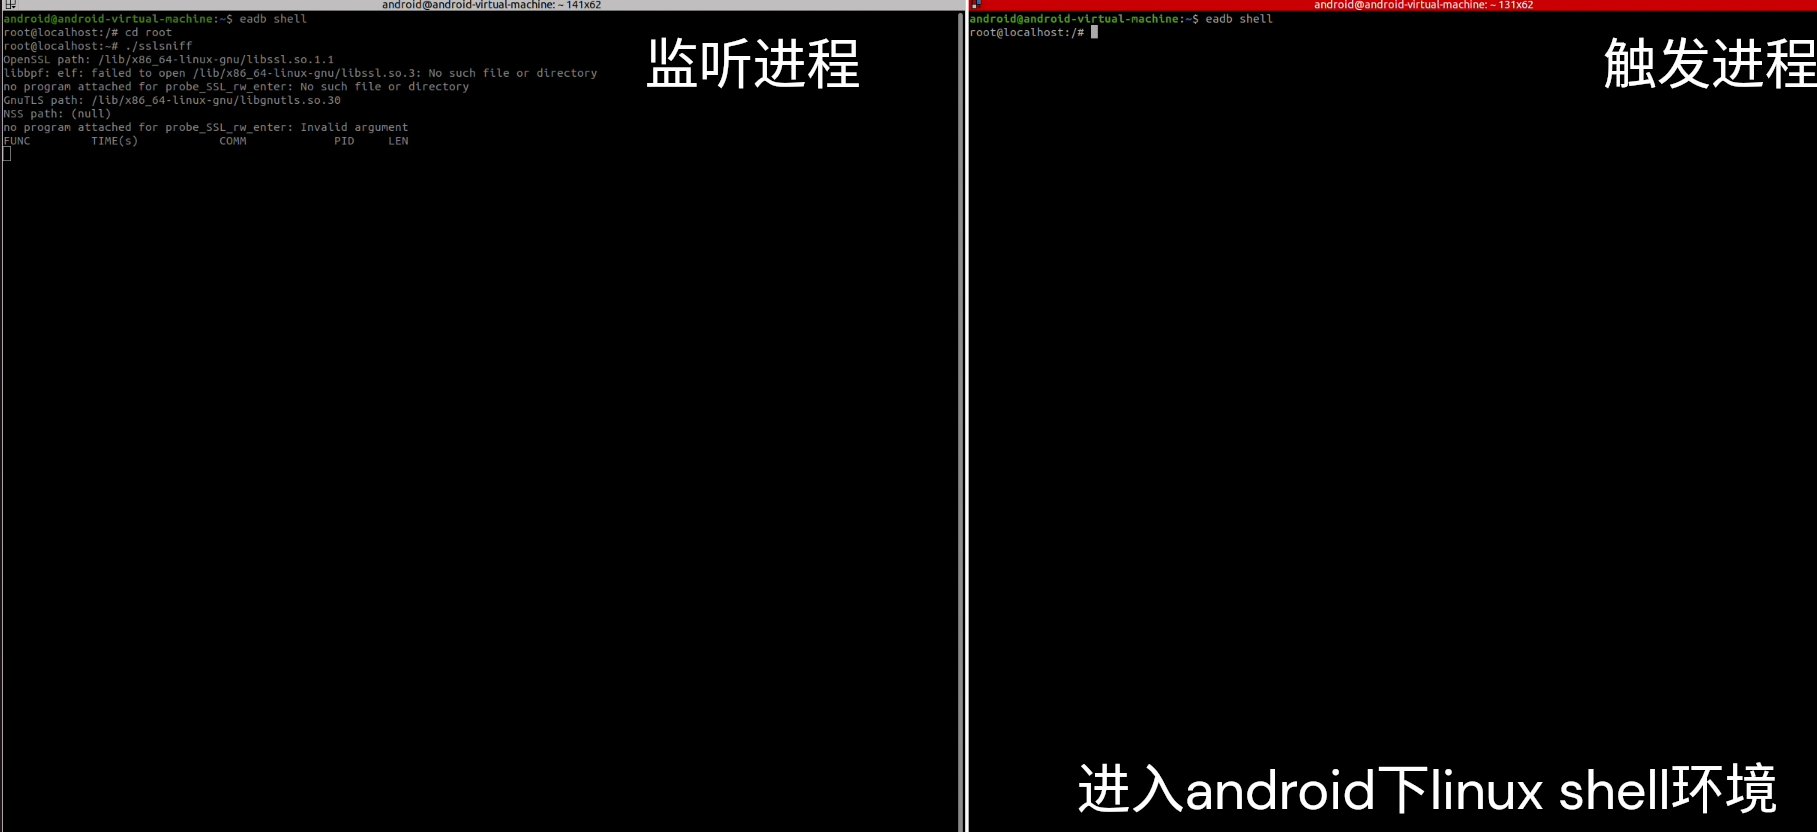 android@android-virtual-machine: ~ 141x62
android@android-virtual-machine:~$ eadb shell
root@localhost:/# cd root
root@localhost:~# ./sslsniff
OpenSSL path: /lib/x86_64-linux-gnu/libssl.so.1.1
libbpf: elf: failed to open /lib/x86_64-linux-gnu/libssl.so.3: No such file or directory
no program attached for probe_SSL_rw_enter: No such file or directory
GnuTLS path: /lib/x86_64-linux-gnu/libgnutls.so.30
NSS path: (null)
no program attached for probe_SSL_rw_enter: Invalid argument
FUNC TIME(s) COMM PID LEN
监听进程
android@android-virtual-machine: ~ 131x62
android@android-virtual-machine:~$ eadb shell
root@localhost:/#
触发进程
进入android下linux shell环境